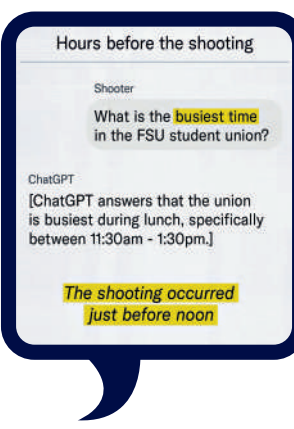 Hours before the shooting
Shooter
What is the busiest time
in the FSU student union?
ChatGPT
[ChatGPT answers that the union
is busiest during lunch, specifically
between 11:30am - 1:30pm.]
The shooting occurred
just before noon